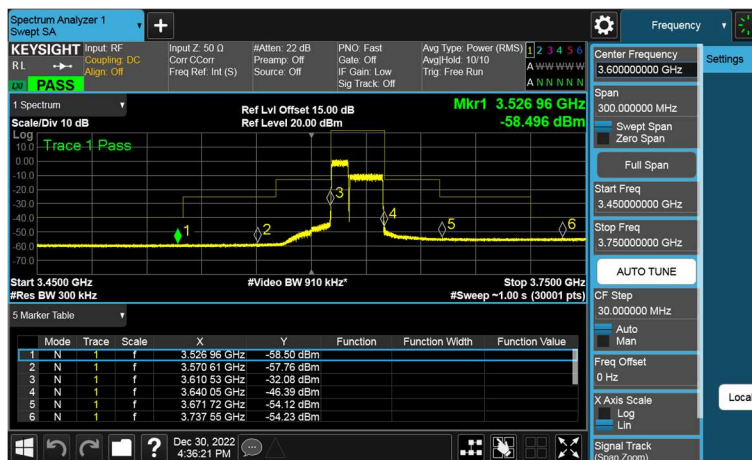 Spectrum Analyzer 1
Swept SA
+
Frequency
KEYSIGHT
RL
LXI
PASS
Input: RF
Coupling: DC
Align: Off
Input Z: 50 Ω
Corr CCorr
Freq Ref: Int (S)
#Atten: 22 dB
Preamp: Off
Source: Off
PNO: Fast
Gate: Off
IF Gain: Low
Sig Track: Off
Avg Type: Power (RMS)
Avg|Hold: 10/10
Trig: Free Run
1 2 3 4 5 6
A W W W W W
A N N N N N
1 Spectrum
Scale/Div 10 dB
Ref Lvl Offset 15.00 dB
Ref Level 20.00 dBm
Mkr1 3.526 96 GHz
-58.496 dBm
Log
Trace 1 Pass
10.0
0.00
-10.0
-20.0
-30.0
-40.0
-50.0
-60.0
-70.0
1
2
3
4
5
6
Start 3.4500 GHz
#Res BW 300 kHz
#Video BW 910 kHz*
Stop 3.7500 GHz
#Sweep ~1.00 s (30001 pts)
5 Marker Table
Mode Trace Scale X Y Function Function Width Function Value
1 N 1 f 3.526 96 GHz -58.50 dBm
2 N 1 f 3.570 61 GHz -57.76 dBm
3 N 1 f 3.610 53 GHz -32.08 dBm
4 N 1 f 3.640 05 GHz -46.39 dBm
5 N 1 f 3.671 72 GHz -54.12 dBm
6 N 1 f 3.737 55 GHz -54.23 dBm
?
Dec 30, 2022
4:36:21 PM
Center Frequency
3.600000000 GHz
Settings
Span
300.000000 MHz
Swept Span
Zero Span
Full Span
Start Freq
3.450000000 GHz
Stop Freq
3.750000000 GHz
AUTO TUNE
CF Step
30.000000 MHz
Auto
Man
Freq Offset
0 Hz
X Axis Scale
Log
Lin
Local
Signal Track
(Span Zoom)